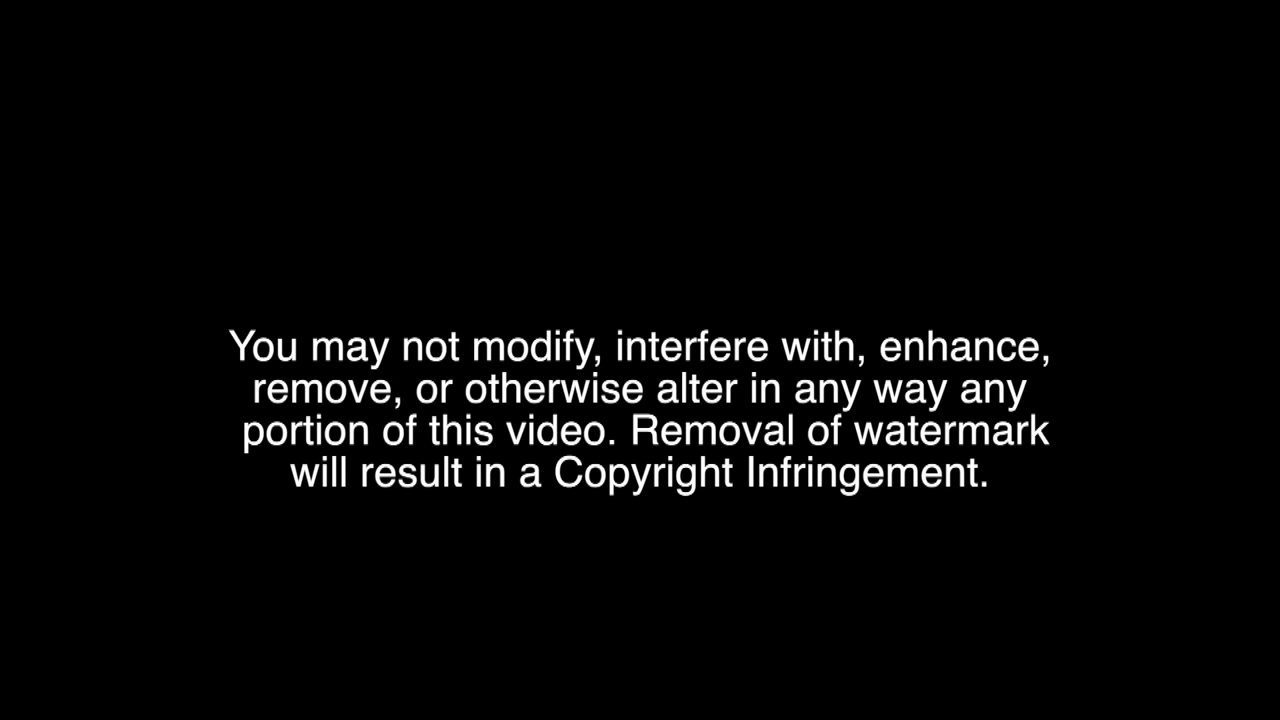 You may not modify, interfere with, enhance,
remove, or otherwise alter in any way any
portion of this video. Removal of watermark
will result in a Copyright Infringement.